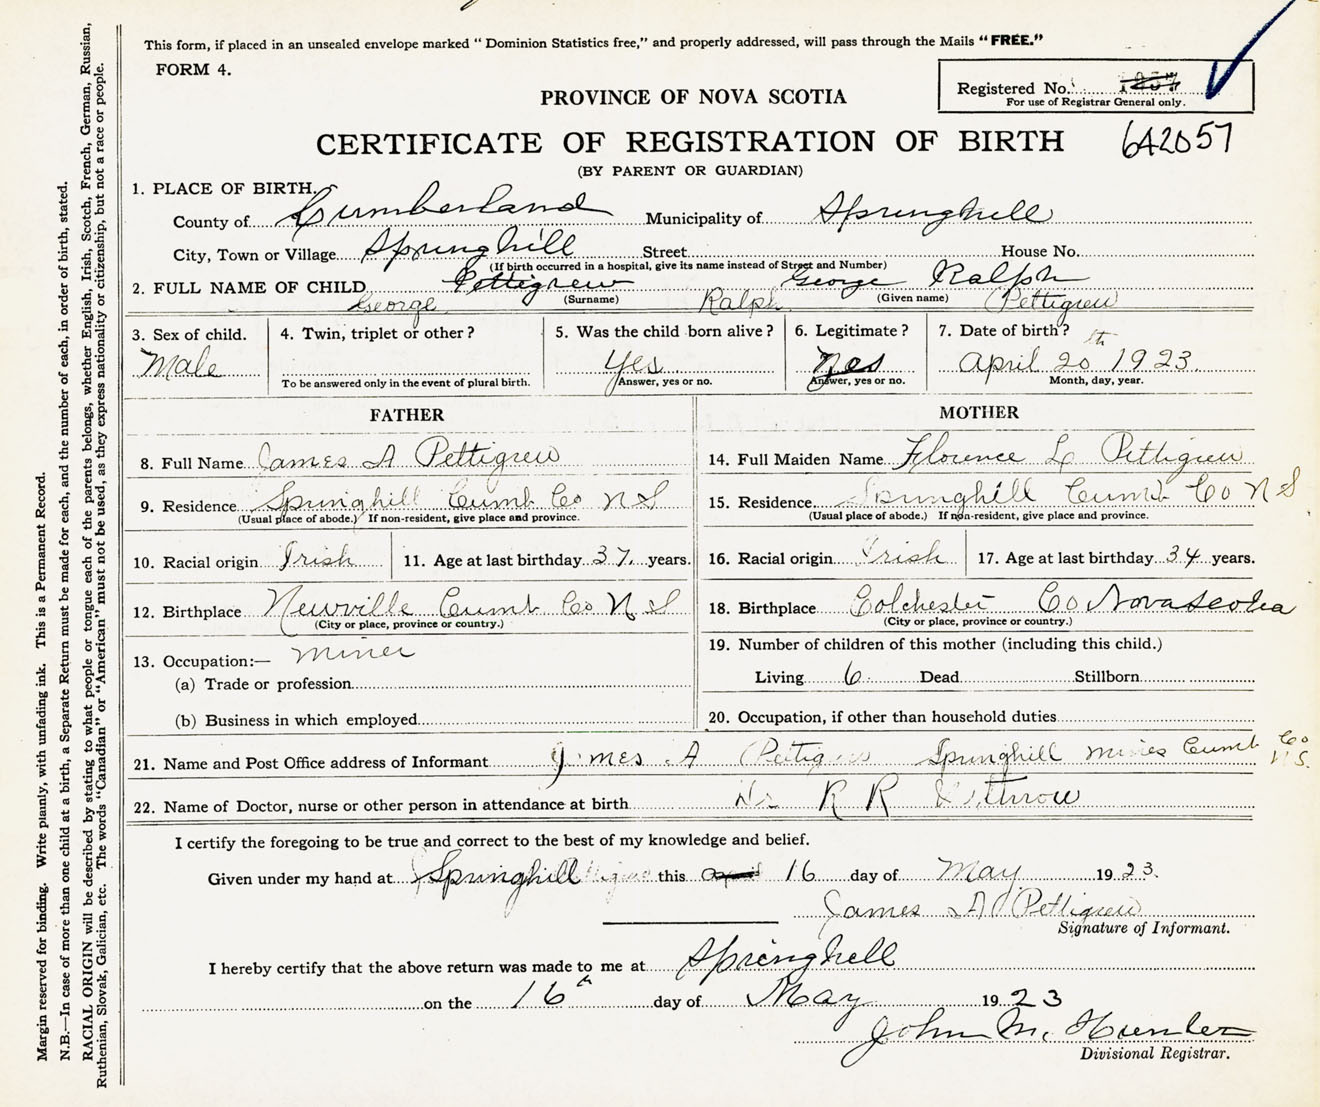 This form, if placed in an unsealed envelope marked “ Dominion Statistics free,” and properly addressed, will pass through the Mails “FREE.”
FORM 4.
Registered No.
For use of Registrar General only.
PROVINCE OF NOVA SCOTIA
CERTIFICATE OF REGISTRATION OF BIRTH 642057
(BY PARENT OR GUARDIAN)
1. PLACE OF BIRTH.
County of Cumberland Municipality of Springhill
City, Town or Village Springhill Street House No.
(If birth occurred in a hospital, give its name instead of Street and Number)
2. FULL NAME OF CHILD Pettigrew George Ralph
(Surname) (Given name)
George Ralph (Pettigrew
3. Sex of child. 4. Twin, triplet or other? 5. Was the child born alive? 6. Legitimate? 7. Date of birth?
Male yes yes April 20th 1923.
To be answered only in the event of plural birth. Answer, yes or no. Answer, yes or no. Month, day, year.
FATHER MOTHER
8. Full Name James A Pettigrew 14. Full Maiden Name Florence L Pettigrew
9. Residence Springhill Cumb Co N S 15. Residence Springhill Cumb Co N S
(Usual place of abode.) If non-resident, give place and province. (Usual place of abode.) If non-resident, give place and province.
10. Racial origin Irish 11. Age at last birthday 37 years. 16. Racial origin Irish 17. Age at last birthday 34 years.
12. Birthplace Newville Cumb Co N S 18. Birthplace Colchester Co Nova Scotia
(City or place, province or country.) (City or place, province or country.)
13. Occupation:— miner 19. Number of children of this mother (including this child.)
(a) Trade or profession Living 6 Dead Stillborn
(b) Business in which employed 20. Occupation, if other than household duties
21. Name and Post Office address of Informant James A Pettigrew Springhill mines Cumb Co N.S.
22. Name of Doctor, nurse or other person in attendance at birth Dr R R Withrow
I certify the foregoing to be true and correct to the best of my knowledge and belief.
Given under my hand at Springhill this 16 day of May 1923.
James A Pettigrew
Signature of Informant.
I hereby certify that the above return was made to me at Springhill
on the 16th day of May 1923
John M. Hunter
Divisional Registrar.
Margin reserved for binding. Write plainly, with unfading ink. This is a Permanent Record.
N.B.—In case of more than one child at a birth, a Separate Return must be made for each, and the number of each, in order of birth, stated.
RACIAL ORIGIN will be described by stating to what people or tongue each of the parents belongs, whether English, Irish, Scotch, French, German, Russian,
Ruthenian, Slovak, Galician, etc. The words “Canadian” or “American” must not be used, as they express nationality or citizenship, but not a race or people.